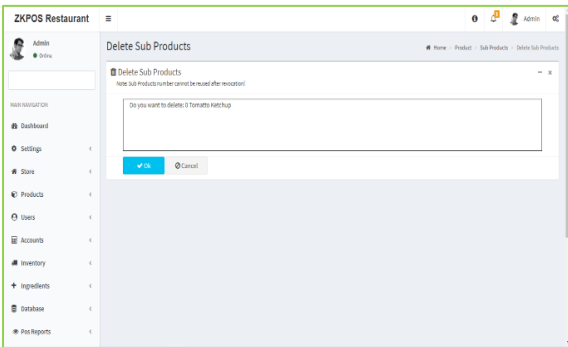 ZKPOS Restaurant
Admin
Admin
Online
MAIN NAVIGATION
Dashboard
Settings
Store
Products
Users
Accounts
Inventory
Ingredients
Database
Pos Reports
Delete Sub Products
Home > Product > Sub Products > Delete Sub Products
Delete Sub Products
Note: Sub Products number cannot be reused after revocation!
Do you want to delete: 0 Tomatto Ketchup
Ok
Cancel